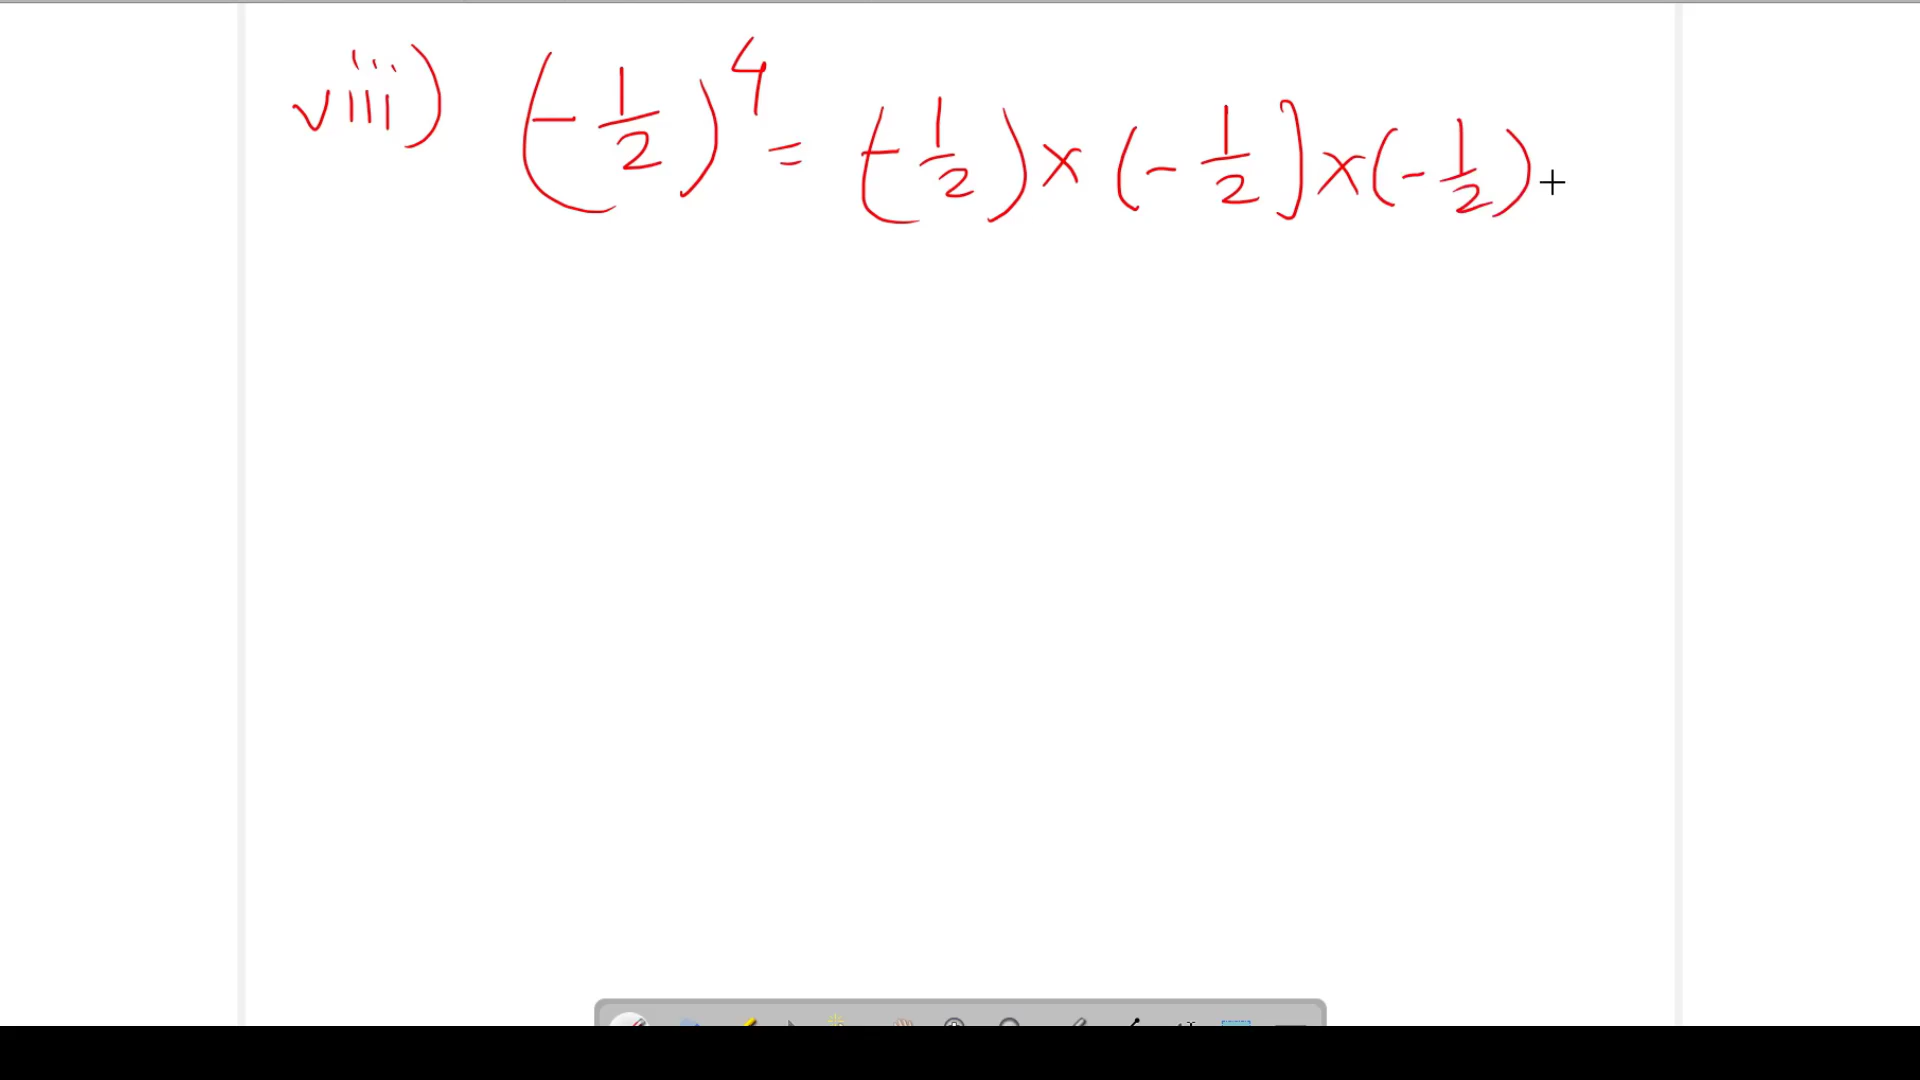 viii) (-1/2)^4 = (-1/2) × (-1/2] × (-1/2)